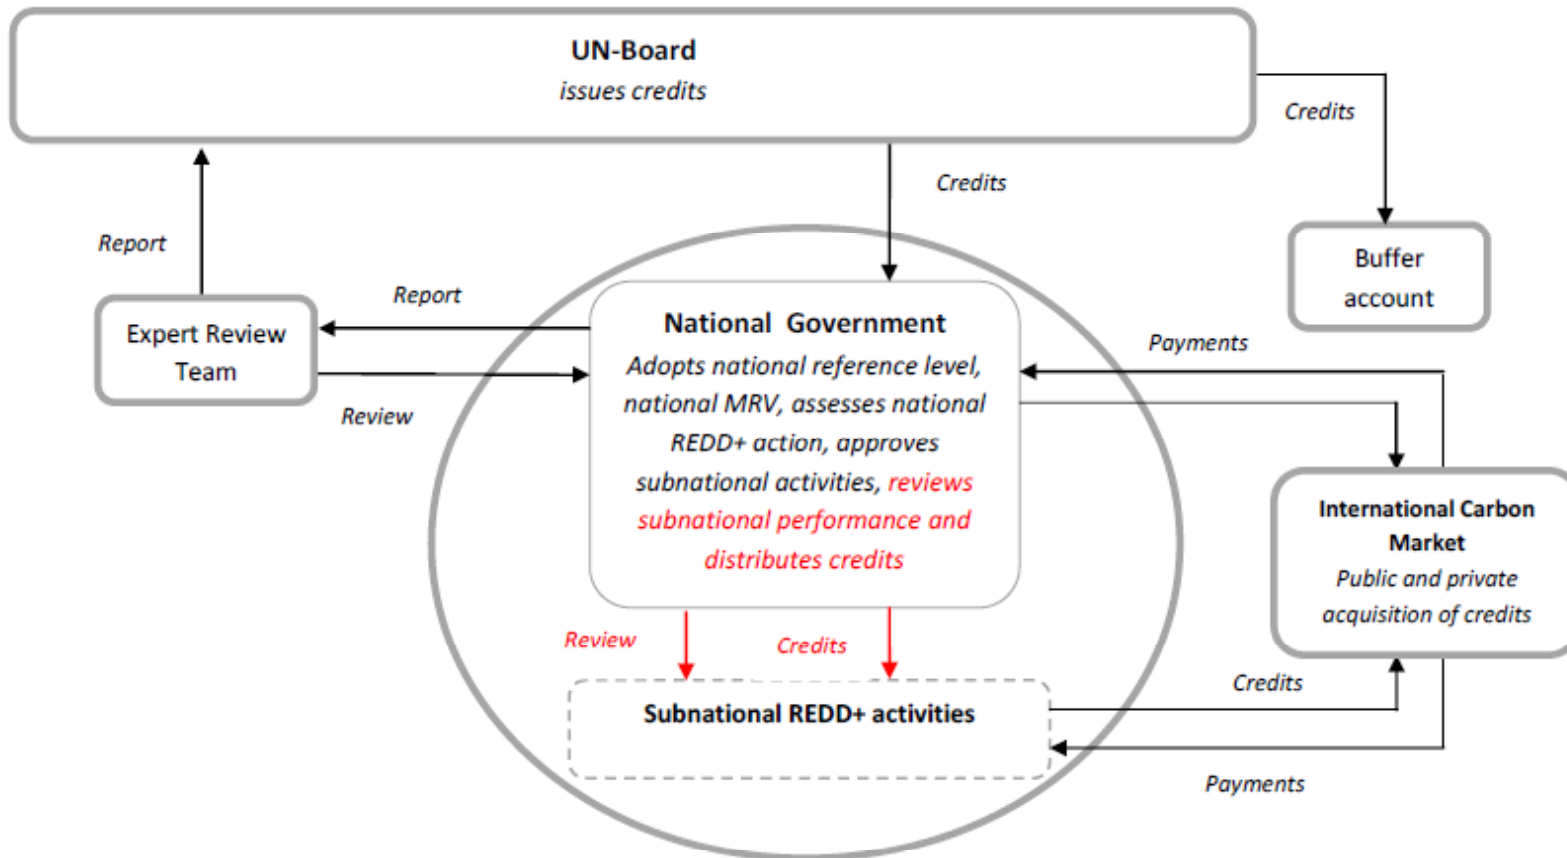 UN-Board
issues credits
Credits
Credits
Report
Buffer
account
Report
Expert Review
Team
Review
National Government
Adopts national reference level,
national MRV, assesses national
REDD+ action, approves
subnational activities, reviews
subnational performance and
distributes credits
Payments
International Carbon
Market
Public and private
acquisition of credits
Review
Credits
Subnational REDD+ activities
Credits
Payments